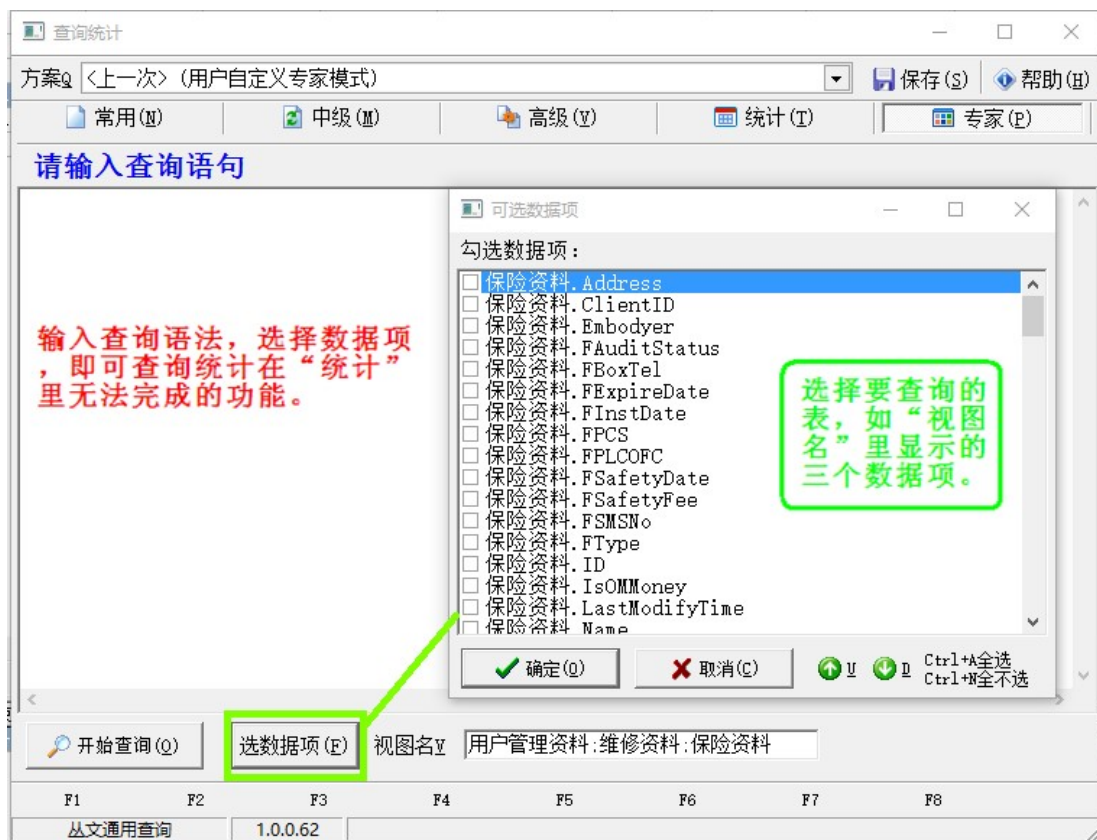 查询统计
方案Q <上一次> (用户自定义专家模式) 保存(S) 帮助(H)
常用(N) 中级(M) 高级(V) 统计(T) 专家(P)
请输入查询语句
可选数据项
勾选数据项:
保险资料.Address
保险资料.ClientID
保险资料.Embodyer
保险资料.FAuditStatus
保险资料.FBoxTel
保险资料.FExpireDate
保险资料.FInstDate
保险资料.FPCS
保险资料.FPLCOFC
保险资料.FSafetyDate
保险资料.FSafetyFee
保险资料.FSMSNo
保险资料.FType
保险资料.ID
保险资料.IsOMMoney
保险资料.LastModifyTime
保险资料.Name
输入查询语法，选择数据项
，即可查询统计在“统计”
里无法完成的功能。
选择要查询的
表，如“视图
名”里显示的
三个数据项。
确定(O) 取消(C) U D Ctrl+A全选
Ctrl+N全不选
开始查询(O) 选数据项(F) 视图名V 用户管理资料;维修资料;保险资料
F1 F2 F3 F4 F5 F6 F7 F8
丛文通用查询 1.0.0.62